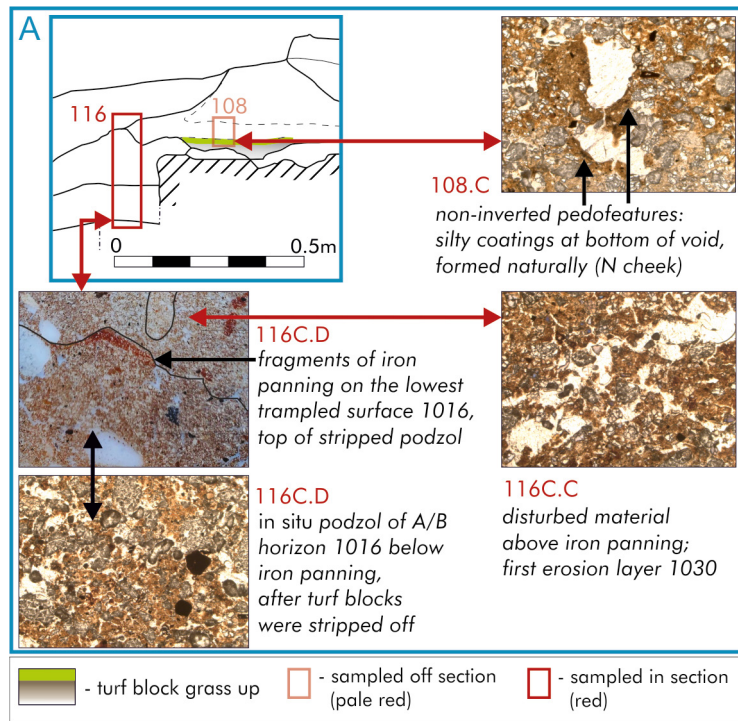 A
116
108
0
0.5m
108.C
non-inverted pedofeatures:
silty coatings at bottom of void,
formed naturally (N cheek)
116C.D
fragments of iron
panning on the lowest
trampled surface 1016,
top of stripped podzol
116C.D
in situ podzol of A/B
horizon 1016 below
iron panning,
after turf blocks
were stripped off
116C.C
disturbed material
above iron panning;
first erosion layer 1030
- turf block grass up
- sampled off section
(pale red)
- sampled in section
(red)